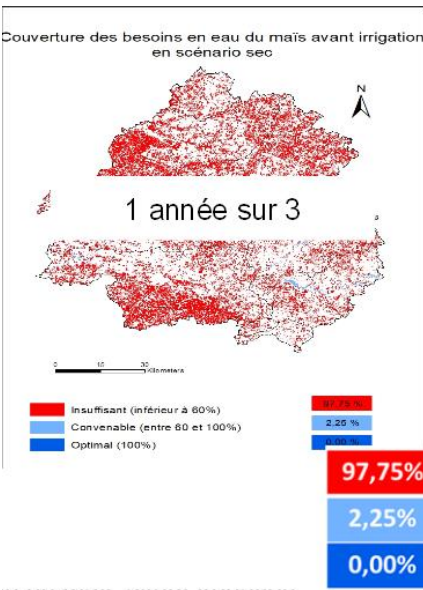 Couverture des besoins en eau du maïs avant irrigation
en scénario sec
N
1 année sur 3
0 15 30
Kilometers
Insuffisant (inférieur à 60%) 97,75 %
Convenable (entre 60 et 100%) 2,25 %
Optimal (100%) 0,00 %
97,75%
2,25%
0,00%